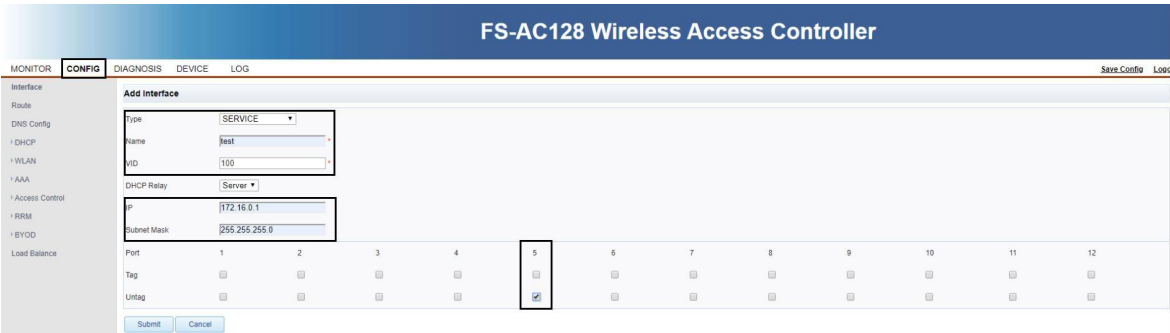 FS-AC128 Wireless Access Controller
MONITOR CONFIG DIAGNOSIS DEVICE LOG Save Config
Interface
Route
DNS Config
DHCP
WLAN
AAA
Access Control
RRM
BYOD
Load Balance
Add Interface
Type SERVICE
Name test *
VID 100 *
DHCP Relay Server
IP 172.16.0.1
Subnet Mask 255.255.255.0
Port 1 2 3 4 5 6 7 8 9 10 11 12
Tag
Untag
Submit Cancel